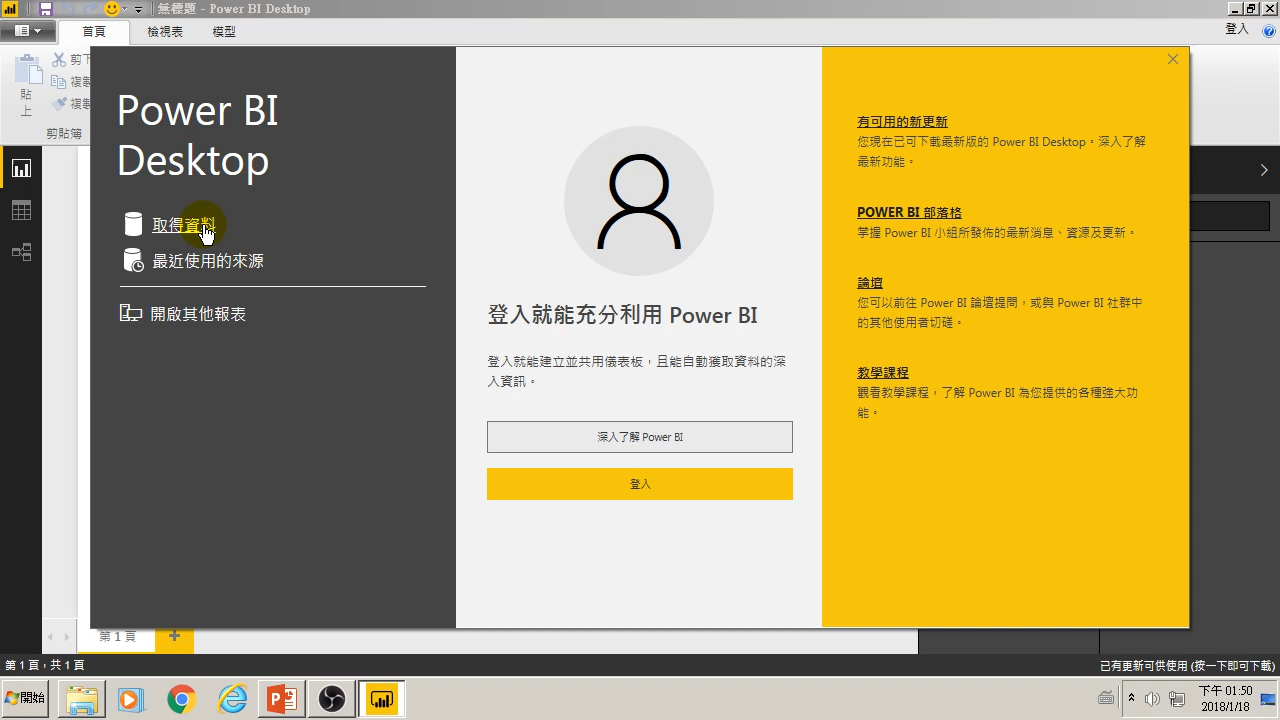 無標題 - Power BI Desktop
首頁
檢視表
模型
登入
貼上
剪下
複製
複製
剪貼簿
Power BI
Desktop
取得資料
最近使用的來源
開啟其他報表
登入就能充分利用 Power BI
登入就能建立並共用儀表板，且能自動獲取資料的深
入資訊。
深入了解 Power BI
登入
有可用的新更新
您現在已可下載最新版的 Power BI Desktop。深入了解
最新功能。
POWER BI 部落格
掌握 Power BI 小組所發佈的最新消息、資源及更新。
論壇
您可以前往 Power BI 論壇提問，或與 Power BI 社群中
的其他使用者切磋。
教學課程
觀看教學課程，了解 Power BI 為您提供的各種強大功
能。
第 1 頁
第 1 頁，共 1 頁
已有更新可供使用 (按一下即可下載)
開始
下午 01:50
2018/1/18